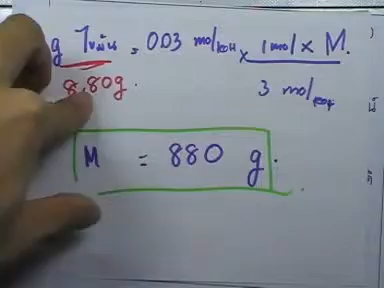 g ไขมัน = 0.03 mol KOH × 1 mol × M.
8.80g. 3 mol KOH
M = 880 g.